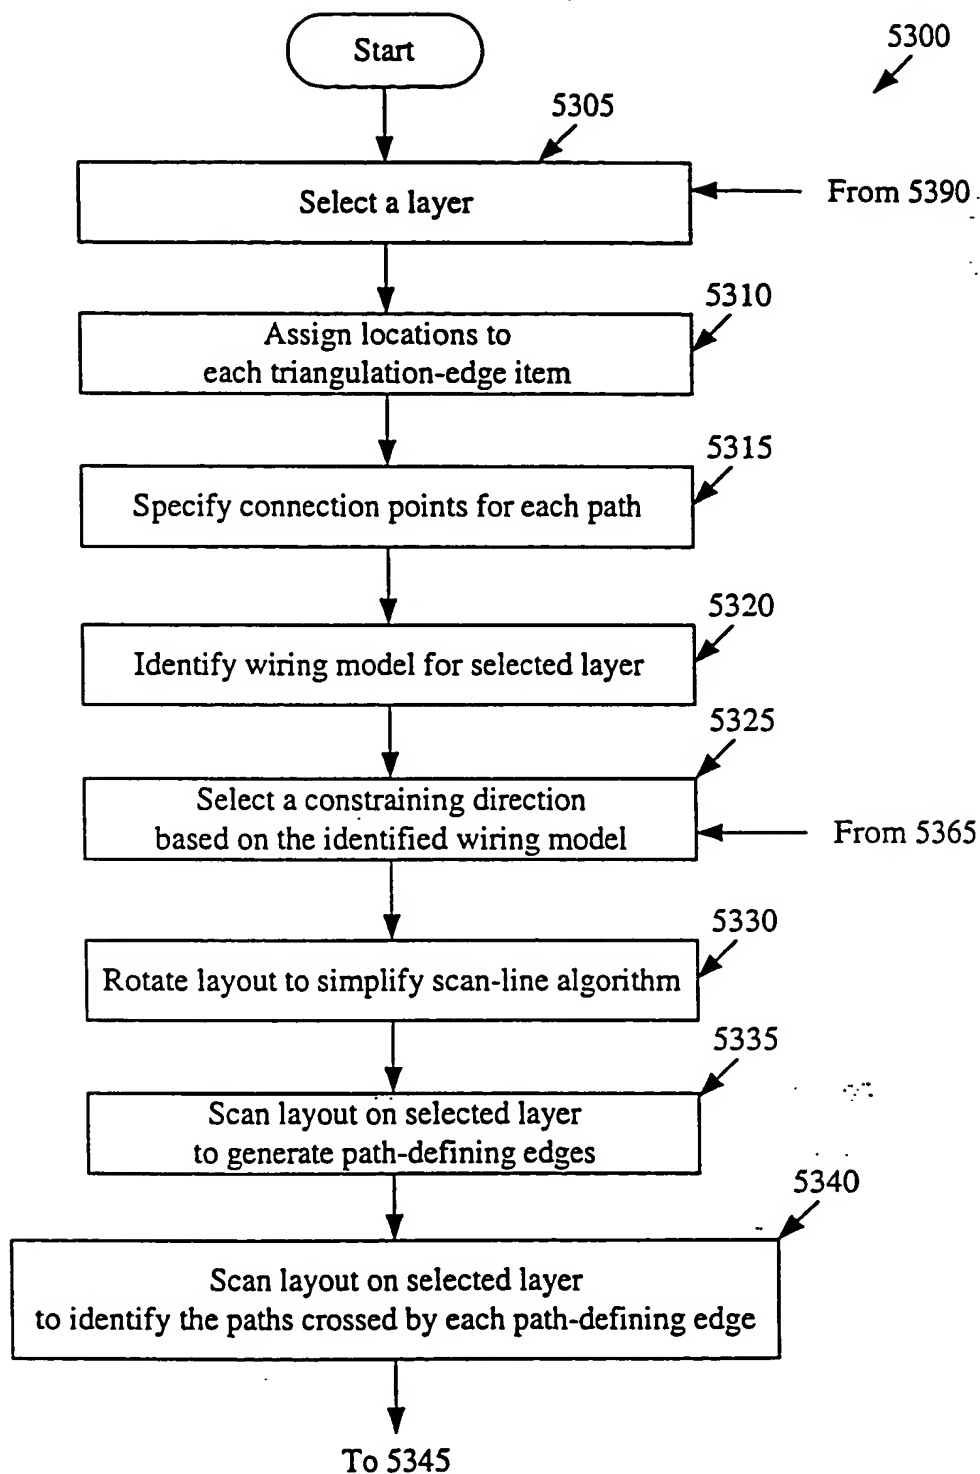 Start
5300
5305
Select a layer
From 5390
5310
Assign locations to
each triangulation-edge item
5315
Specify connection points for each path
5320
Identify wiring model for selected layer
5325
Select a constraining direction
based on the identified wiring model
From 5365
5330
Rotate layout to simplify scan-line algorithm
5335
Scan layout on selected layer
to generate path-defining edges
5340
Scan layout on selected layer
to identify the paths crossed by each path-defining edge
To 5345